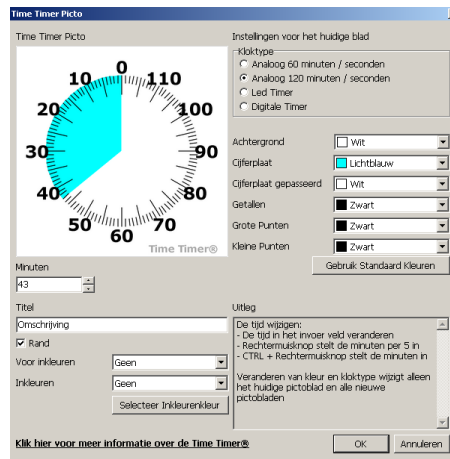 Time Timer Picto
Time Timer Picto
0
10
110
20
100
30
90
40
80
50
70
60
Time Timer®
Minuten
43
Titel
Omschrijving
Rand
Voor inkleuren
Geen
Inkleuren
Geen
Selecteer Inkleurenkleur
Klik hier voor meer informatie over de Time Timer®
Instellingen voor het huidige blad
Kloktype
Analoog 60 minuten / seconden
Analoog 120 minuten / seconden
Led Timer
Digitale Timer
Achtergrond
Wit
Cijferplaat
Lichtblauw
Cijferplaat gepasseerd
Wit
Getallen
Zwart
Grote Punten
Zwart
Kleine Punten
Zwart
Gebruik Standaard Kleuren
Uitleg
De tijd wijzigen:
- De tijd in het invoer veld veranderen
- Rechtermuisknop stelt de minuten per 5 in
- CTRL + Rechtermuisknop stelt de minuten in
Veranderen van kleur en kloktype wijzigt alleen
het huidige pictoblad en alle nieuwe
pictobladen
OK
Annuleren